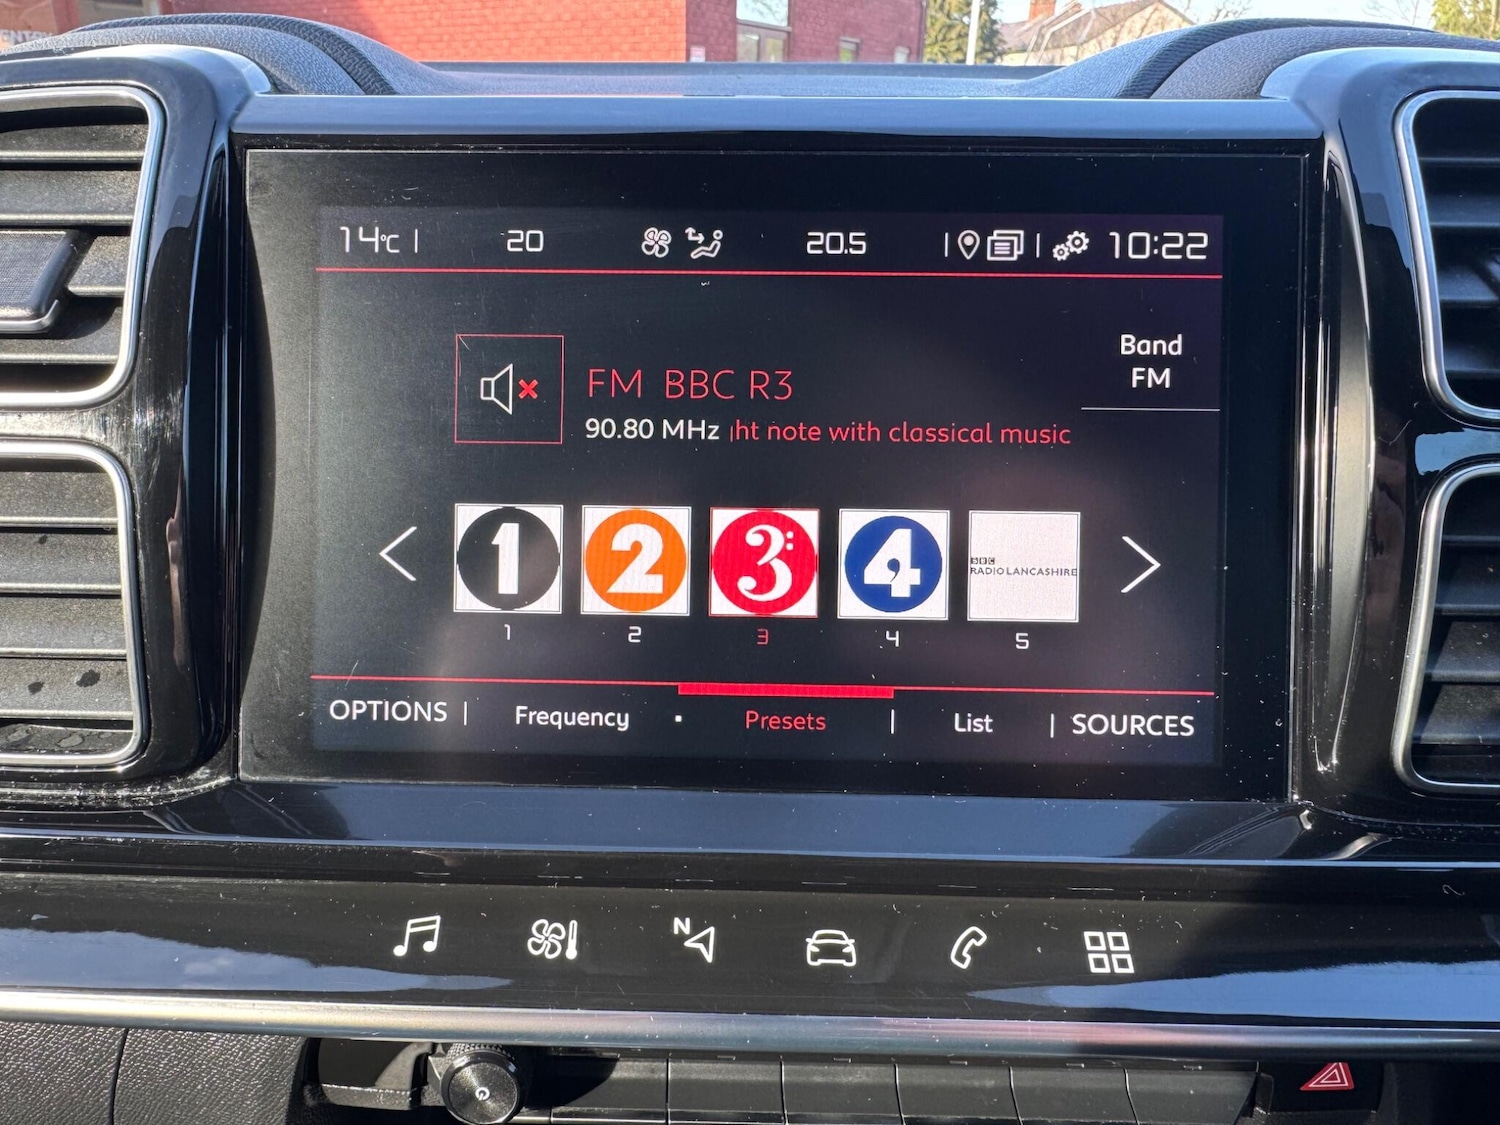 14°C | 20 20.5 | | 10:22
Band
FM
FM BBC R3
90.80 MHz ht note with classical music
1 2 3: 4 BBC
RADIO LANCASHIRE
1 2 3 4 5
OPTIONS | Frequency · Presets | List | SOURCES
N